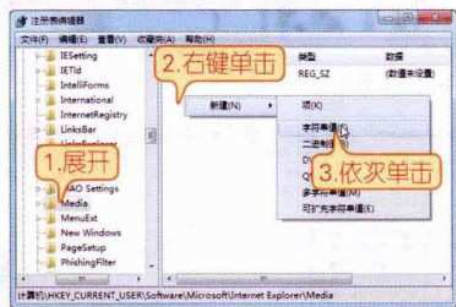 注册表编辑器
文件(F) 编辑(E) 查看(V) 收藏夹(A) 帮助(H)
IESetting
IETld
IntelliForms
International
InternetRegistry
LinksBar
LinksExplorer
Settings
Media
MenuExt
New Windows
PageSetup
PhishingFilter
类型 数据
REG_SZ (数值未设置)
新建(N)
项(K)
字符串值
二进制
多字符串值(M)
可扩充字符串值(E)
1.展开
2.右键单击
3.依次单击
计算机\HKEY_CURRENT_USER\Software\Microsoft\Internet Explorer\Media